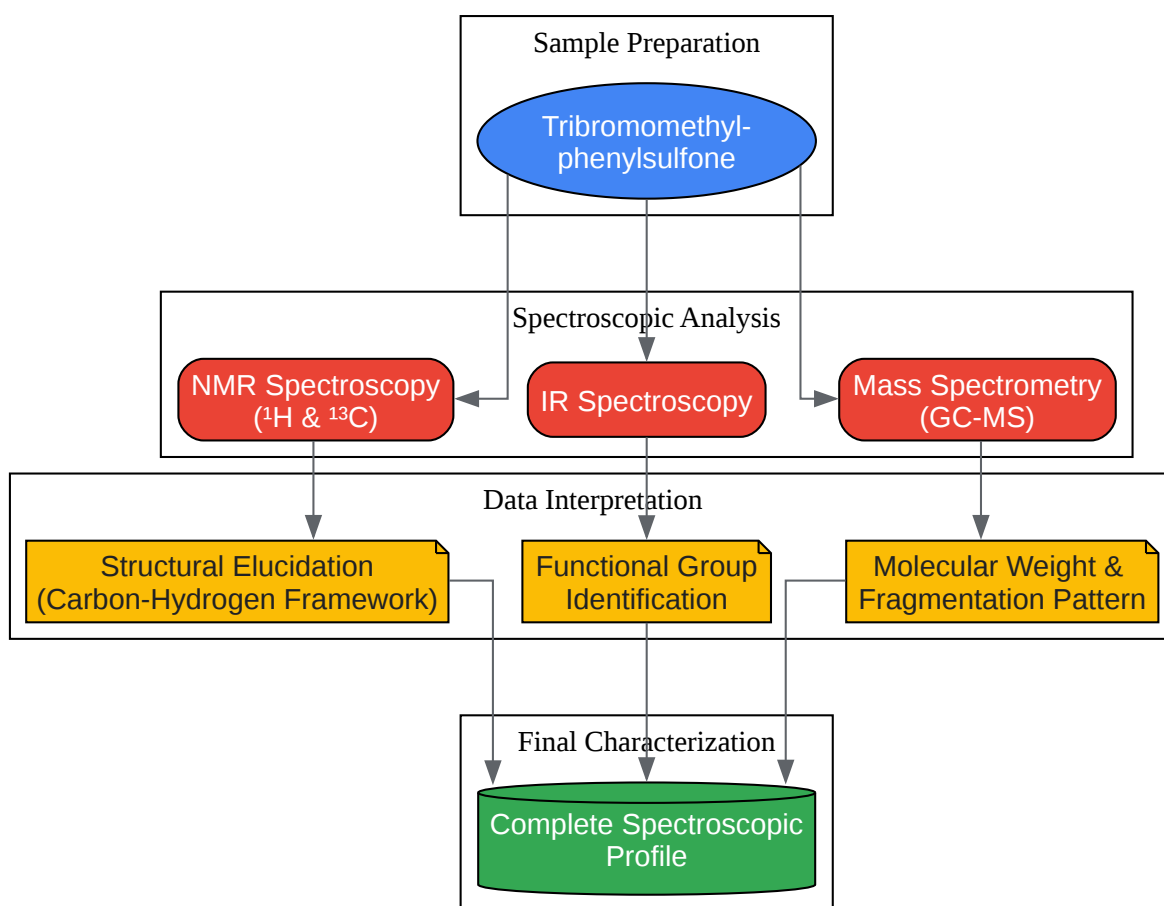 Sample Preparation
Tribromomethyl-
phenylsulfone
Spectroscopic Analysis
NMR Spectroscopy
(¹H & ¹³C)
IR Spectroscopy
Mass Spectrometry
(GC-MS)
Data Interpretation
Structural Elucidation
(Carbon-Hydrogen Framework)
Functional Group
Identification
Molecular Weight &
Fragmentation Pattern
Final Characterization
Complete Spectroscopic
Profile